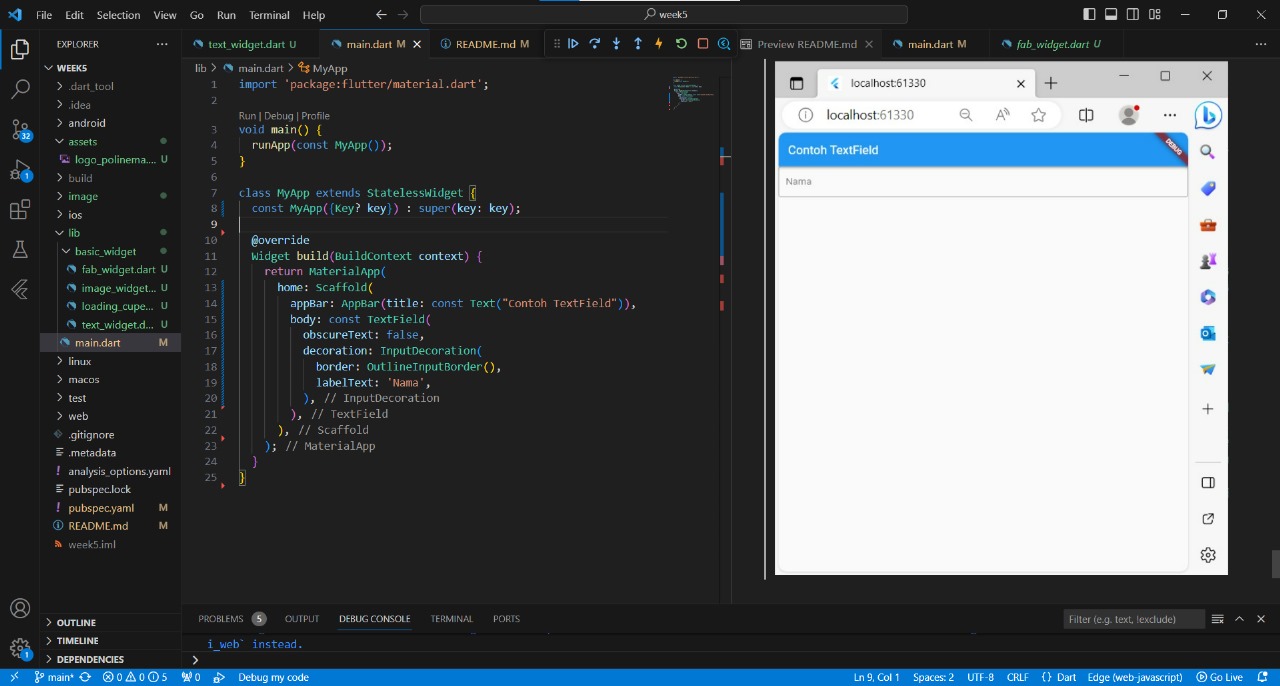 File Edit Selection View Go Run Terminal Help
week5
EXPLORER
text_widget.dart U
main.dart M
README.md M
Preview README.md
main.dart M
fab_widget.dart U
WEEK5
.dart_tool
.idea
android
assets
logo_polinema.... U
build
image
ios
lib
basic_widget
fab_widget.dart U
image_widget... U
loading_cupe... U
text_widget.d... U
main.dart M
linux
macos
test
web
.gitignore
.metadata
analysis_options.yaml
pubspec.lock
pubspec.yaml M
README.md M
week5.iml
OUTLINE
TIMELINE
DEPENDENCIES
32
1
1
lib > main.dart > MyApp
1 import 'package:flutter/material.dart';
2
Run | Debug | Profile
3 void main() {
4 runApp(const MyApp());
5 }
6
7 class MyApp extends StatelessWidget {
8 const MyApp({Key? key}) : super(key: key);
9
10 @override
11 Widget build(BuildContext context) {
12 return MaterialApp(
13 home: Scaffold(
14 appBar: AppBar(title: const Text("Contoh TextField")),
15 body: const TextField(
16 obscureText: false,
17 decoration: InputDecoration(
18 border: OutlineInputBorder(),
19 labelText: 'Nama',
20 ), // InputDecoration
21 ), // TextField
22 ), // Scaffold
23 ); // MaterialApp
24 }
25 }
localhost:61330
localhost:61330
Contoh TextField
DEBUG
Nama
PROBLEMS 5 OUTPUT DEBUG CONSOLE TERMINAL PORTS
Filter (e.g. text, !exclude)
i_web` instead.
main* 0 0 5 0 Debug my code
Ln 9, Col 1 Spaces: 2 UTF-8 CRLF {} Dart Edge (web-javascript) Go Live